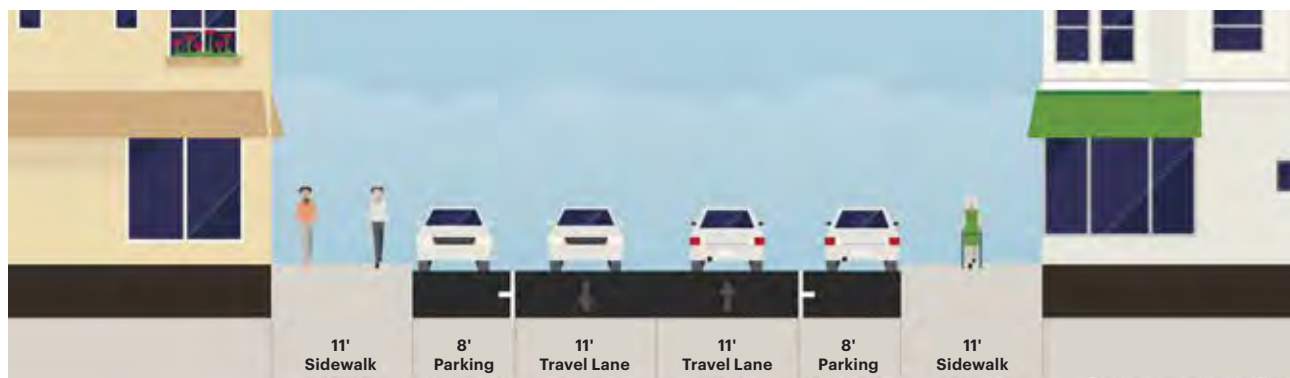 11'
Sidewalk
8'
Parking
11'
Travel Lane
11'
Travel Lane
8'
Parking
11'
Sidewalk